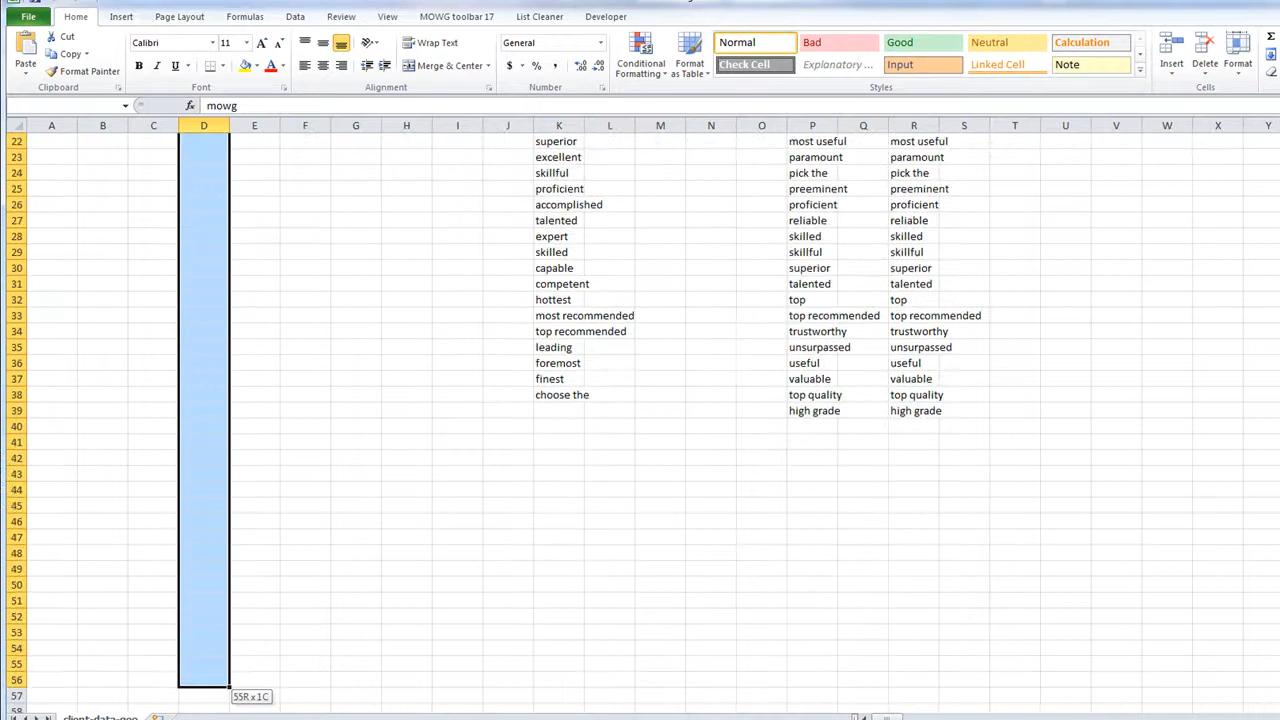 File Home Insert Page Layout Formulas Data Review View MOWG toolbar 17 List Cleaner Developer
Cut Calibri 11 Wrap Text General Normal Bad Good Neutral Calculation
Copy
Paste Format Painter B I U Merge & Center $ % , Conditional Formatting Format as Table Check Cell Explanatory ... Input Linked Cell Note Insert Delete Format
Clipboard Font Alignment Number Styles Cells
fx mowg
A B C D E F G H I J K L M N O P Q R S T U V W X Y
22 superior most useful most useful
23 excellent paramount paramount
24 skillful pick the pick the
25 proficient preeminent preeminent
26 accomplished proficient proficient
27 talented reliable reliable
28 expert skilled skilled
29 skilled skillful skillful
30 capable superior superior
31 competent talented talented
32 hottest top top
33 most recommended top recommended top recommended
34 top recommended trustworthy trustworthy
35 leading unsurpassed unsurpassed
36 foremost useful useful
37 finest valuable valuable
38 choose the top quality top quality
39 high grade high grade
40
41
42
43
44
45
46
47
48
49
50
51
52
53
54
55
56
57 55R x 1C
58
client-data-geo